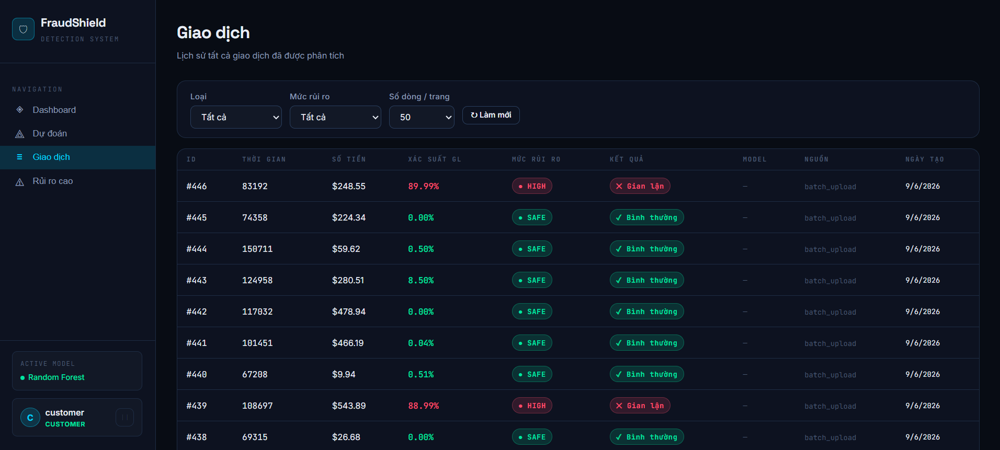 FraudShield
DETECTION SYSTEM
NAVIGATION
Dashboard
Dự đoán
Giao dịch
Rủi ro cao
ACTIVE MODEL
Random Forest
C
customer
CUSTOMER
Giao dịch
Lịch sử tất cả giao dịch đã được phân tích
Loại Mức rủi ro Số dòng / trang
Tất cả Tất cả 50 ↻ Làm mới
ID THỜI GIAN SỐ TIỀN XÁC SUẤT GL MỨC RỦI RO KẾT QUẢ MODEL NGUỒN NGÀY TẠO
#446 83192 $248.55 89.99% ● HIGH ✕ Gian lận — batch_upload 9/6/2026
#445 74358 $224.34 0.00% ● SAFE ✓ Bình thường — batch_upload 9/6/2026
#444 150711 $59.62 0.50% ● SAFE ✓ Bình thường — batch_upload 9/6/2026
#443 124958 $280.51 8.50% ● SAFE ✓ Bình thường — batch_upload 9/6/2026
#442 117032 $478.94 0.00% ● SAFE ✓ Bình thường — batch_upload 9/6/2026
#441 101451 $466.19 0.04% ● SAFE ✓ Bình thường — batch_upload 9/6/2026
#440 67208 $9.94 0.51% ● SAFE ✓ Bình thường — batch_upload 9/6/2026
#439 108697 $543.89 88.99% ● HIGH ✕ Gian lận — batch_upload 9/6/2026
#438 69315 $26.68 0.00% ● SAFE ✓ Bình thường — batch_upload 9/6/2026